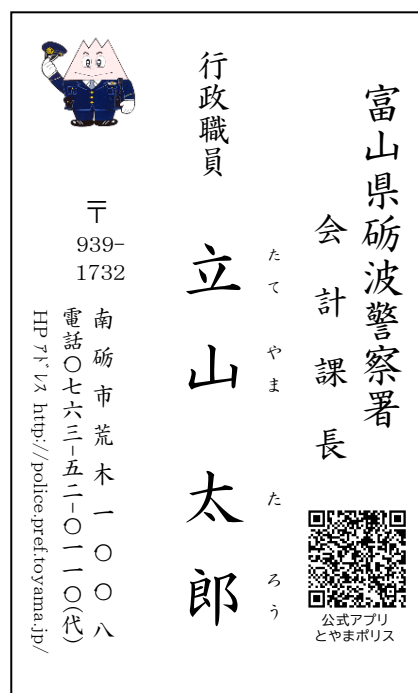 富山県砺波警察署
会計課長
行政職員
立山太郎
たてやまたろう
〒
939-
1732
南砺市荒木一〇〇八
電話〇七六三-五二-〇一一〇(代)
HPアドレス http://police.pref.toyama.jp/
公式アプリ
とやまポリス